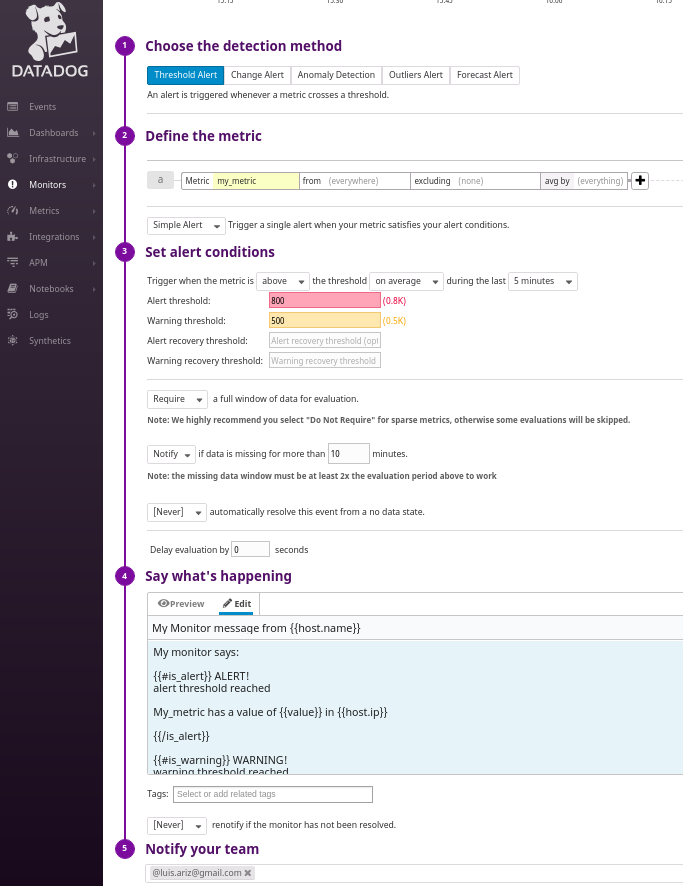 15:15 15:30 15:45 16:00 16:15
DATADOG
Events
Dashboards
Infrastructure
Monitors
Metrics
Integrations
APM
Notebooks
Logs
Synthetics
1 Choose the detection method
Threshold Alert Change Alert Anomaly Detection Outliers Alert Forecast Alert
An alert is triggered whenever a metric crosses a threshold.
2 Define the metric
a Metric my_metric from (everywhere) excluding (none) avg by (everything)
Simple Alert Trigger a single alert when your metric satisfies your alert conditions.
3 Set alert conditions
Trigger when the metric is above the threshold on average during the last 5 minutes
Alert threshold: 800 (0.8K)
Warning threshold: 500 (0.5K)
Alert recovery threshold: Alert recovery threshold (opt
Warning recovery threshold: Warning recovery threshold
Require a full window of data for evaluation.
Note: We highly recommend you select "Do Not Require" for sparse metrics, otherwise some evaluations will be skipped.
Notify if data is missing for more than 10 minutes.
Note: the missing data window must be at least 2x the evaluation period above to work
[Never] automatically resolve this event from a no data state.
Delay evaluation by 0 seconds
4 Say what's happening
Preview Edit
My Monitor message from {{host.name}}
My monitor says:
{{#is_alert}} ALERT!
alert threshold reached
My_metric has a value of {{value}} in {{host.ip}}
{{/is_alert}}
{{#is_warning}} WARNING!
warning threshold reached
Tags: Select or add related tags
[Never] renotify if the monitor has not been resolved.
5 Notify your team
@luis.ariz@gmail.com